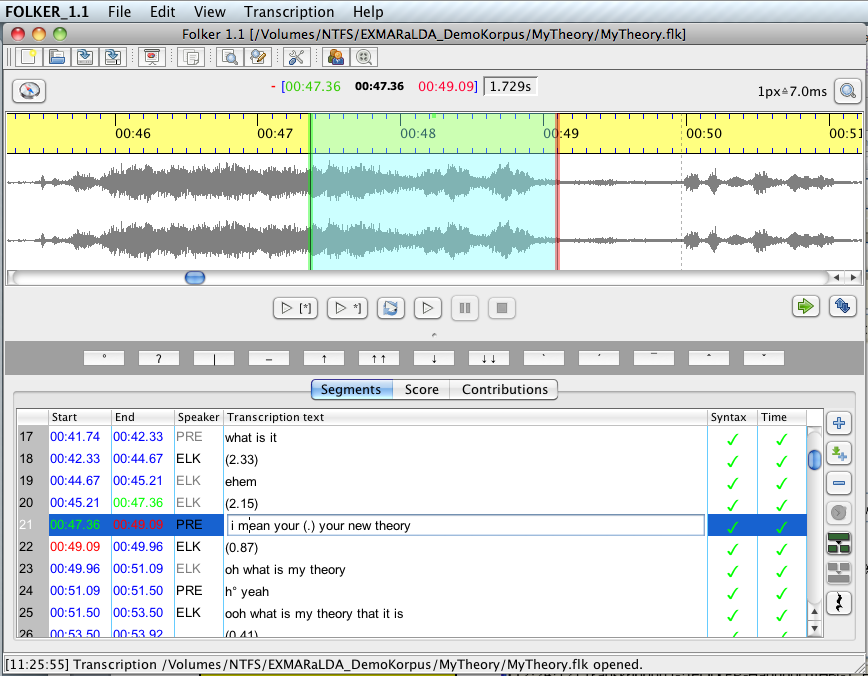 FOLKER_1.1 File Edit View Transcription Help
Folker 1.1 [/Volumes/NTFS/EXMARaLDA_DemoKorpus/MyTheory/MyTheory.flk]
- [00:47.36 00:47.36 00:49.09] 1.729s 1px≙7.0ms
00:46 00:47 00:48 00:49 00:50 00:51
[*] *]
° ? | – ↑ ↑↑ ↓ ↓↓ ` ´ ¯ ˆ ˇ
Segments Score Contributions
Start End Speaker Transcription text Syntax Time
17 00:41.74 00:42.33 PRE what is it ✓ ✓
18 00:42.33 00:44.67 ELK (2.33) ✓ ✓
19 00:44.67 00:45.21 ELK ehem ✓ ✓
20 00:45.21 00:47.36 ELK (2.15) ✓ ✓
21 00:47.36 00:49.09 PRE i mean your (.) your new theory ✓ ✓
22 00:49.09 00:49.96 ELK (0.87) ✓ ✓
23 00:49.96 00:51.09 ELK oh what is my theory ✓ ✓
24 00:51.09 00:51.50 PRE h° yeah ✓ ✓
25 00:51.50 00:53.50 ELK ooh what is my theory that it is ✓ ✓
26 00:53.50 00:53.92 (0.41)
[11:25:55] Transcription /Volumes/NTFS/EXMARaLDA_DemoKorpus/MyTheory/MyTheory.flk opened.